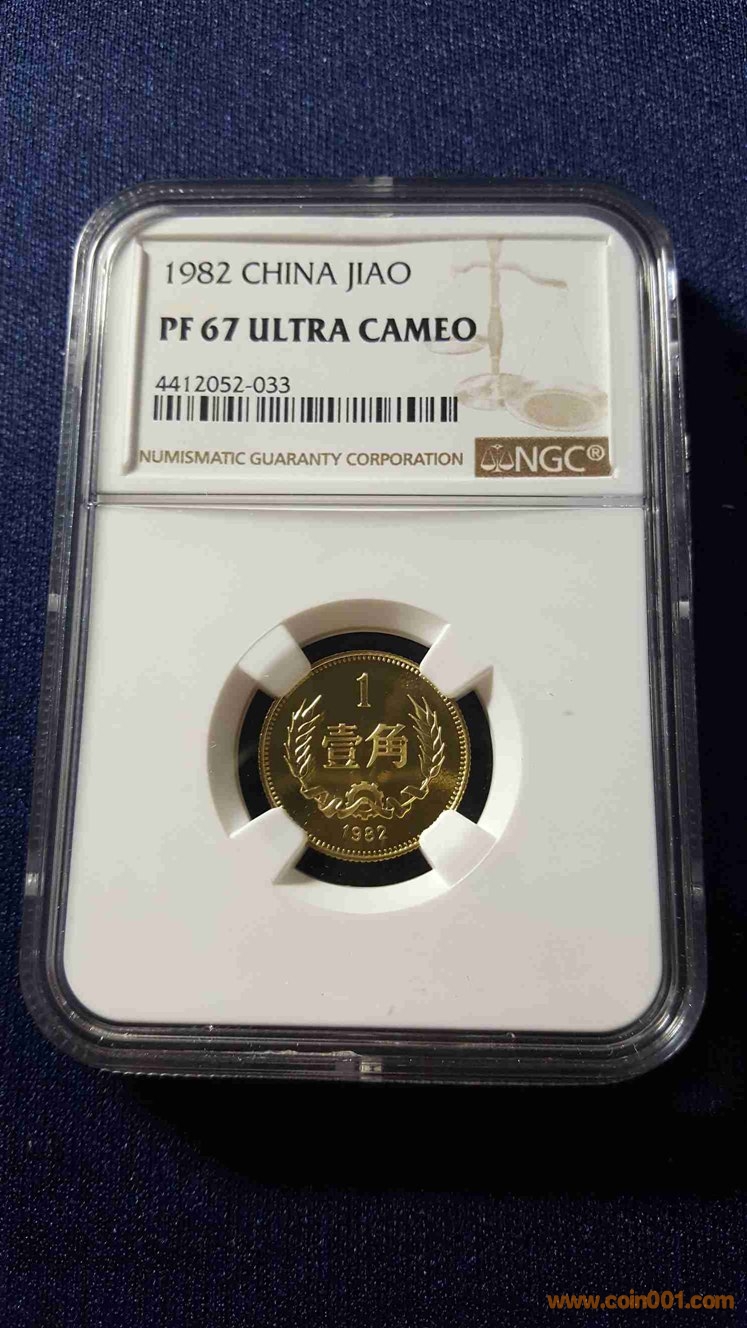 1982 CHINA JIAO
PF 67 ULTRA CAMEO
4412052-033
NUMISMATIC GUARANTY CORPORATION NGC®
1
壹角
1982
www.coin001.com